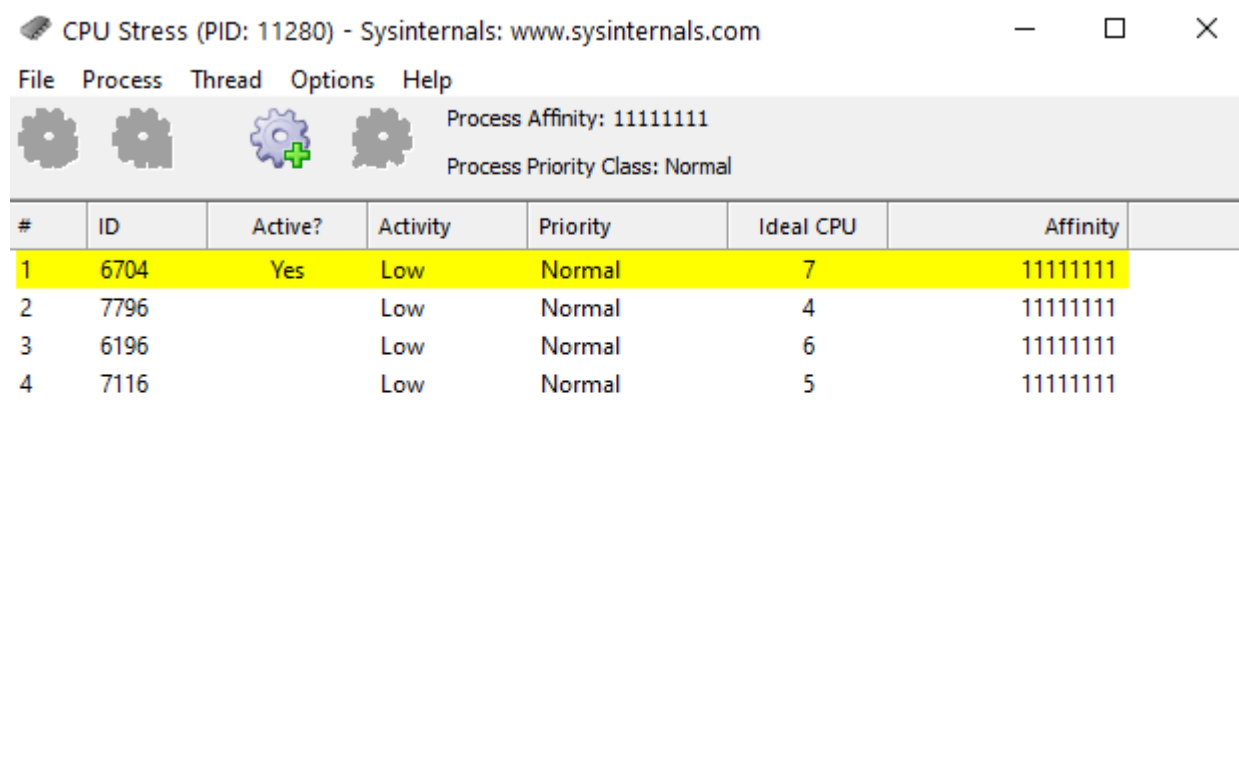 CPU Stress (PID: 11280) - Sysinternals: www.sysinternals.com
File Process Thread Options Help
Process Affinity: 11111111
Process Priority Class: Normal
# ID Active? Activity Priority Ideal CPU Affinity
1 6704 Yes Low Normal 7 11111111
2 7796 Low Normal 4 11111111
3 6196 Low Normal 6 11111111
4 7116 Low Normal 5 11111111